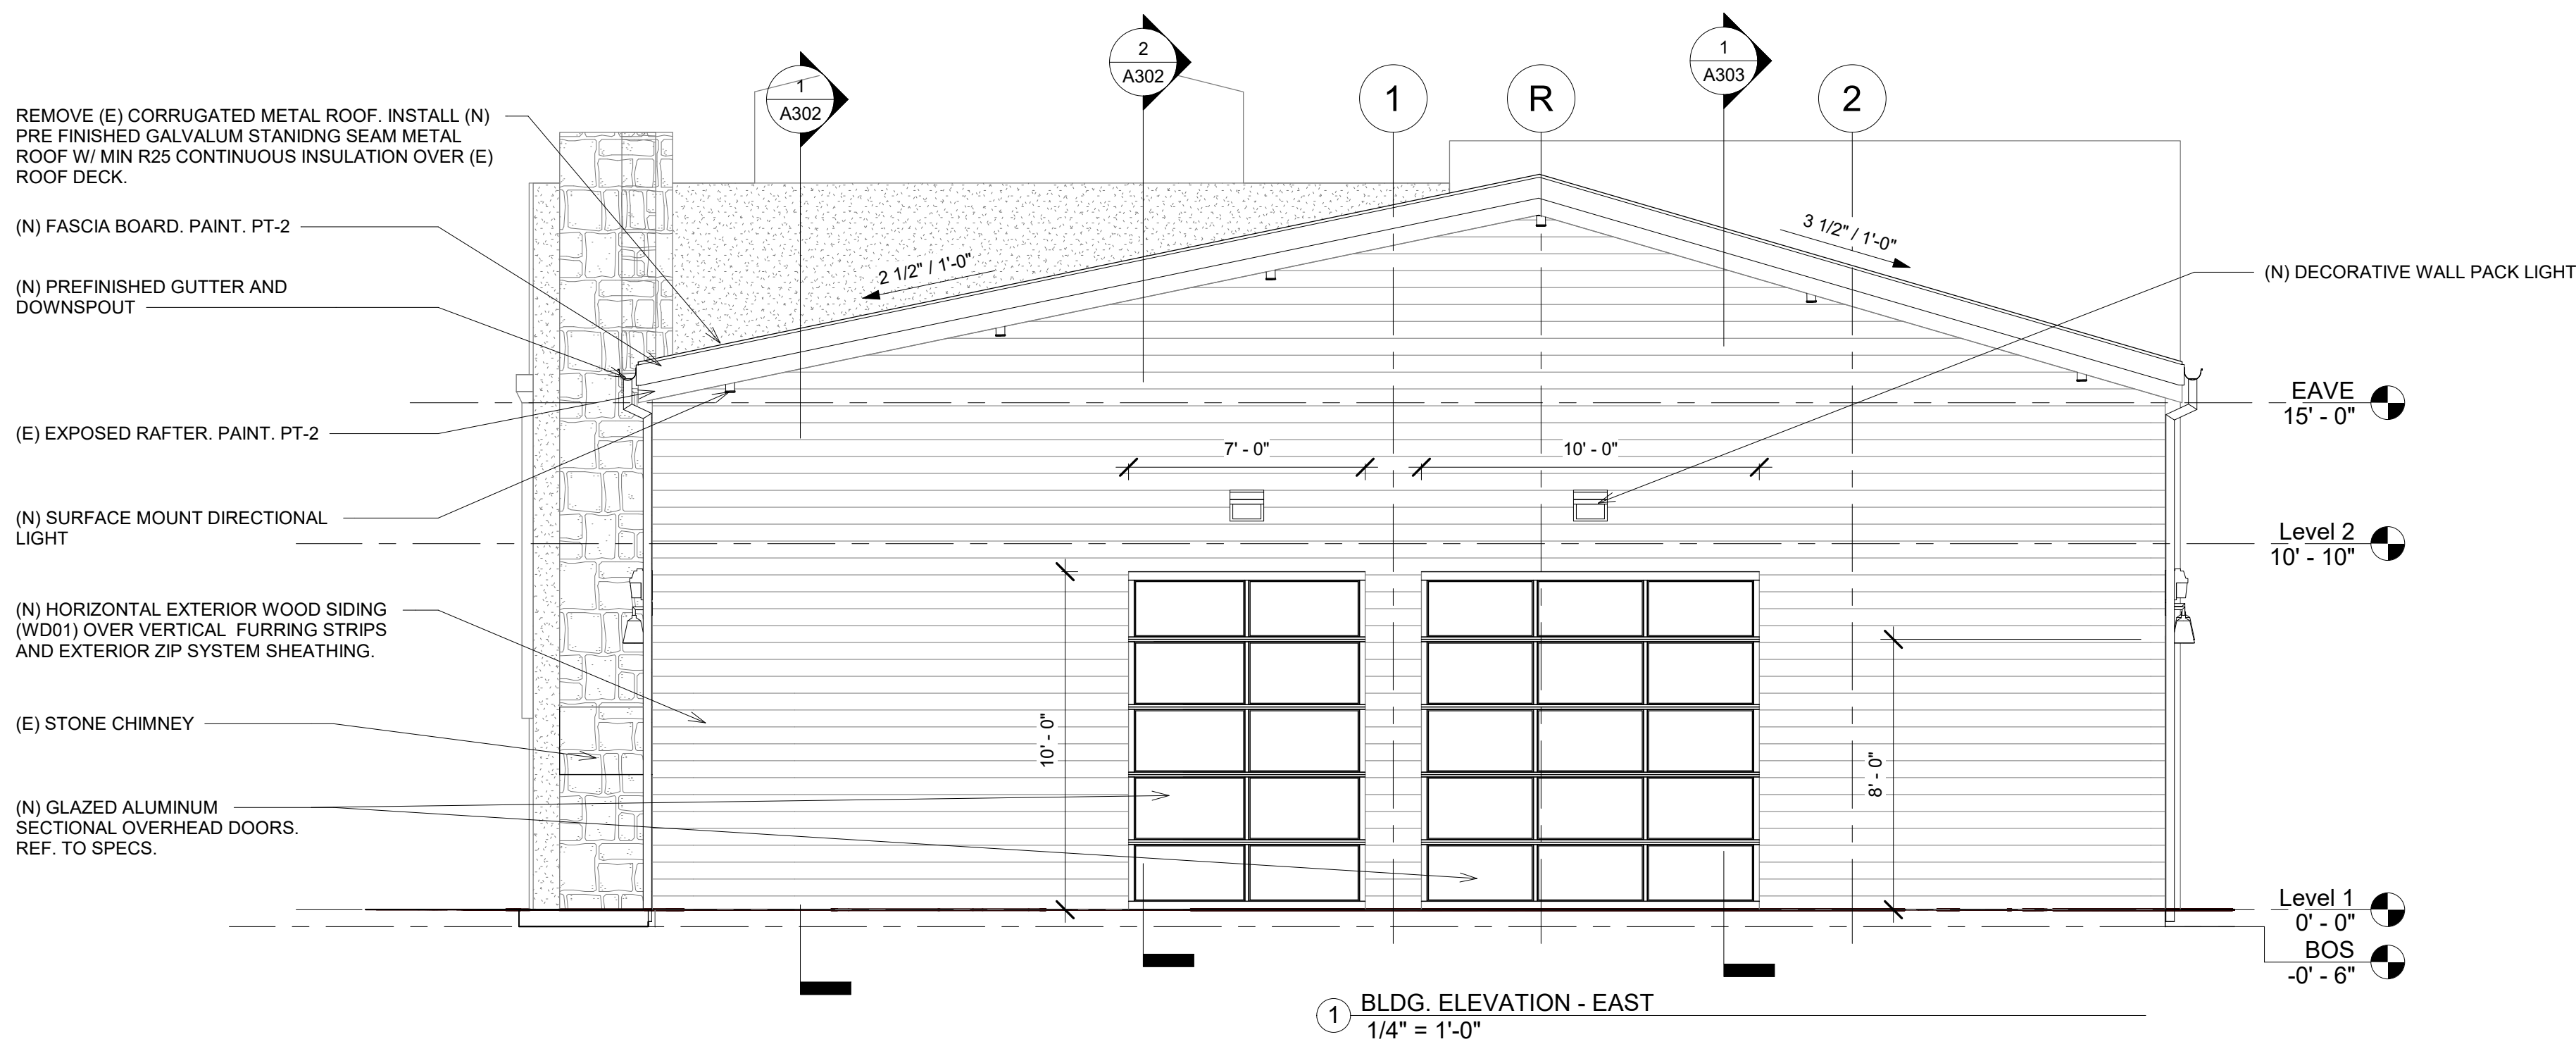 1
A302
2
A302
1
A303
1
R
2
REMOVE (E) CORRUGATED METAL ROOF. INSTALL (N)
PRE FINISHED GALVALUM STANIDNG SEAM METAL
ROOF W/ MIN R25 CONTINUOUS INSULATION OVER (E)
ROOF DECK.
(N) FASCIA BOARD. PAINT. PT-2
(N) PREFINISHED GUTTER AND
DOWNSPOUT
(E) EXPOSED RAFTER. PAINT. PT-2
(N) SURFACE MOUNT DIRECTIONAL
LIGHT
(N) HORIZONTAL EXTERIOR WOOD SIDING
(WD01) OVER VERTICAL  FURRING STRIPS
AND EXTERIOR ZIP SYSTEM SHEATHING.
(E) STONE CHIMNEY
(N) GLAZED ALUMINUM
SECTIONAL OVERHEAD DOORS.
REF. TO SPECS.
2 1/2" / 1'-0"
3 1/2" / 1'-0"
(N) DECORATIVE WALL PACK LIGHT
7' - 0"
10' - 0"
10' - 0"
8' - 0"
EAVE
15' - 0"
Level 2
10' - 10"
Level 1
0' - 0"
BOS
-0' - 6"
1
BLDG. ELEVATION - EAST
1/4" = 1'-0"